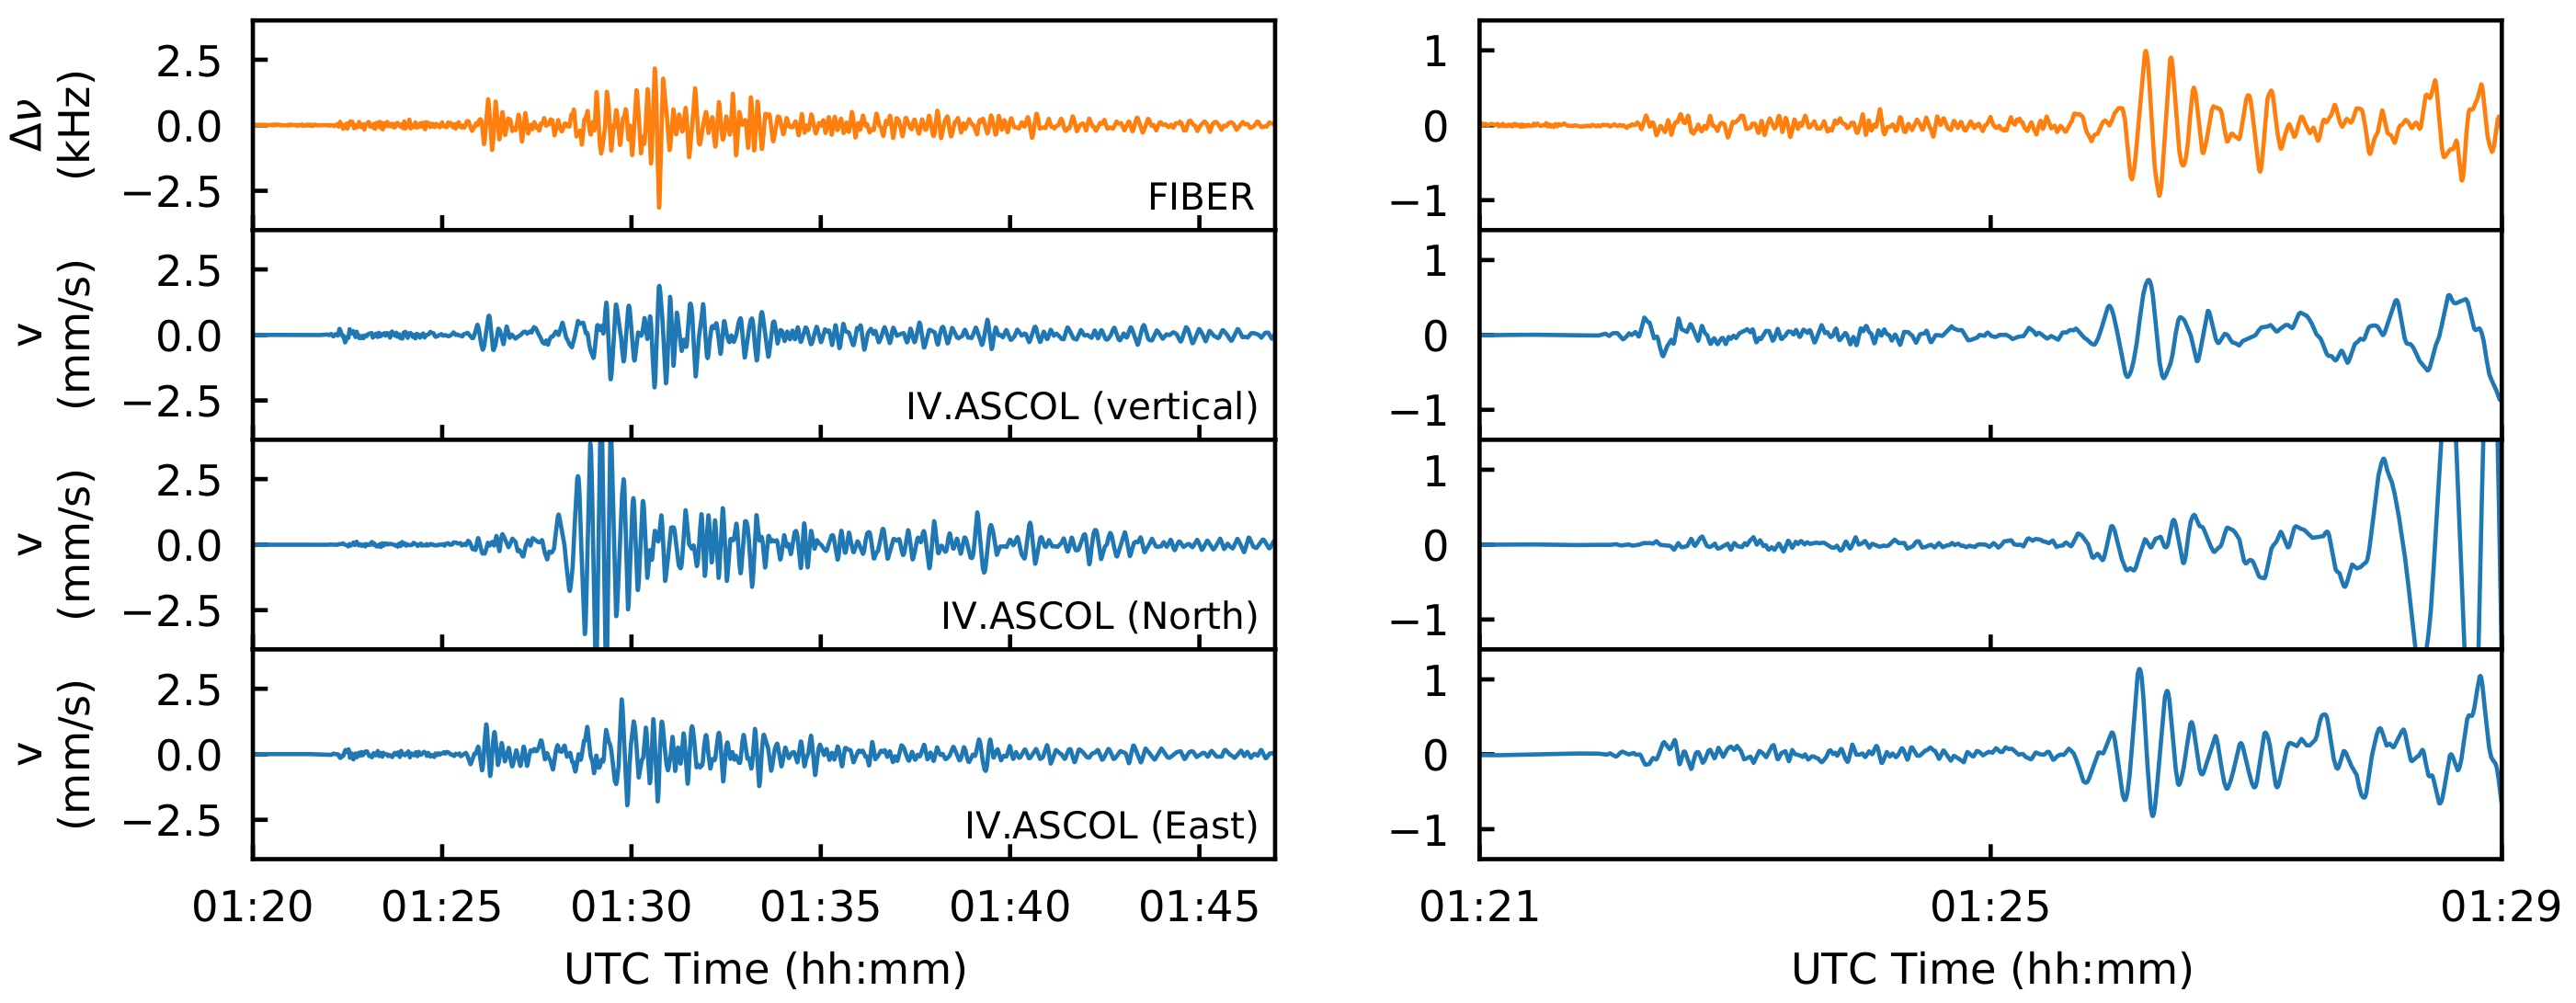 Δν
(kHz)
2.5
0.0
−2.5
FIBER
v
(mm/s)
2.5
0.0
−2.5
IV.ASCOL (vertical)
v
(mm/s)
2.5
0.0
−2.5
IV.ASCOL (North)
v
(mm/s)
2.5
0.0
−2.5
IV.ASCOL (East)
01:20 01:25 01:30 01:35 01:40 01:45
UTC Time (hh:mm)
1
0
−1
1
0
−1
1
0
−1
1
0
−1
01:21 01:25 01:29
UTC Time (hh:mm)